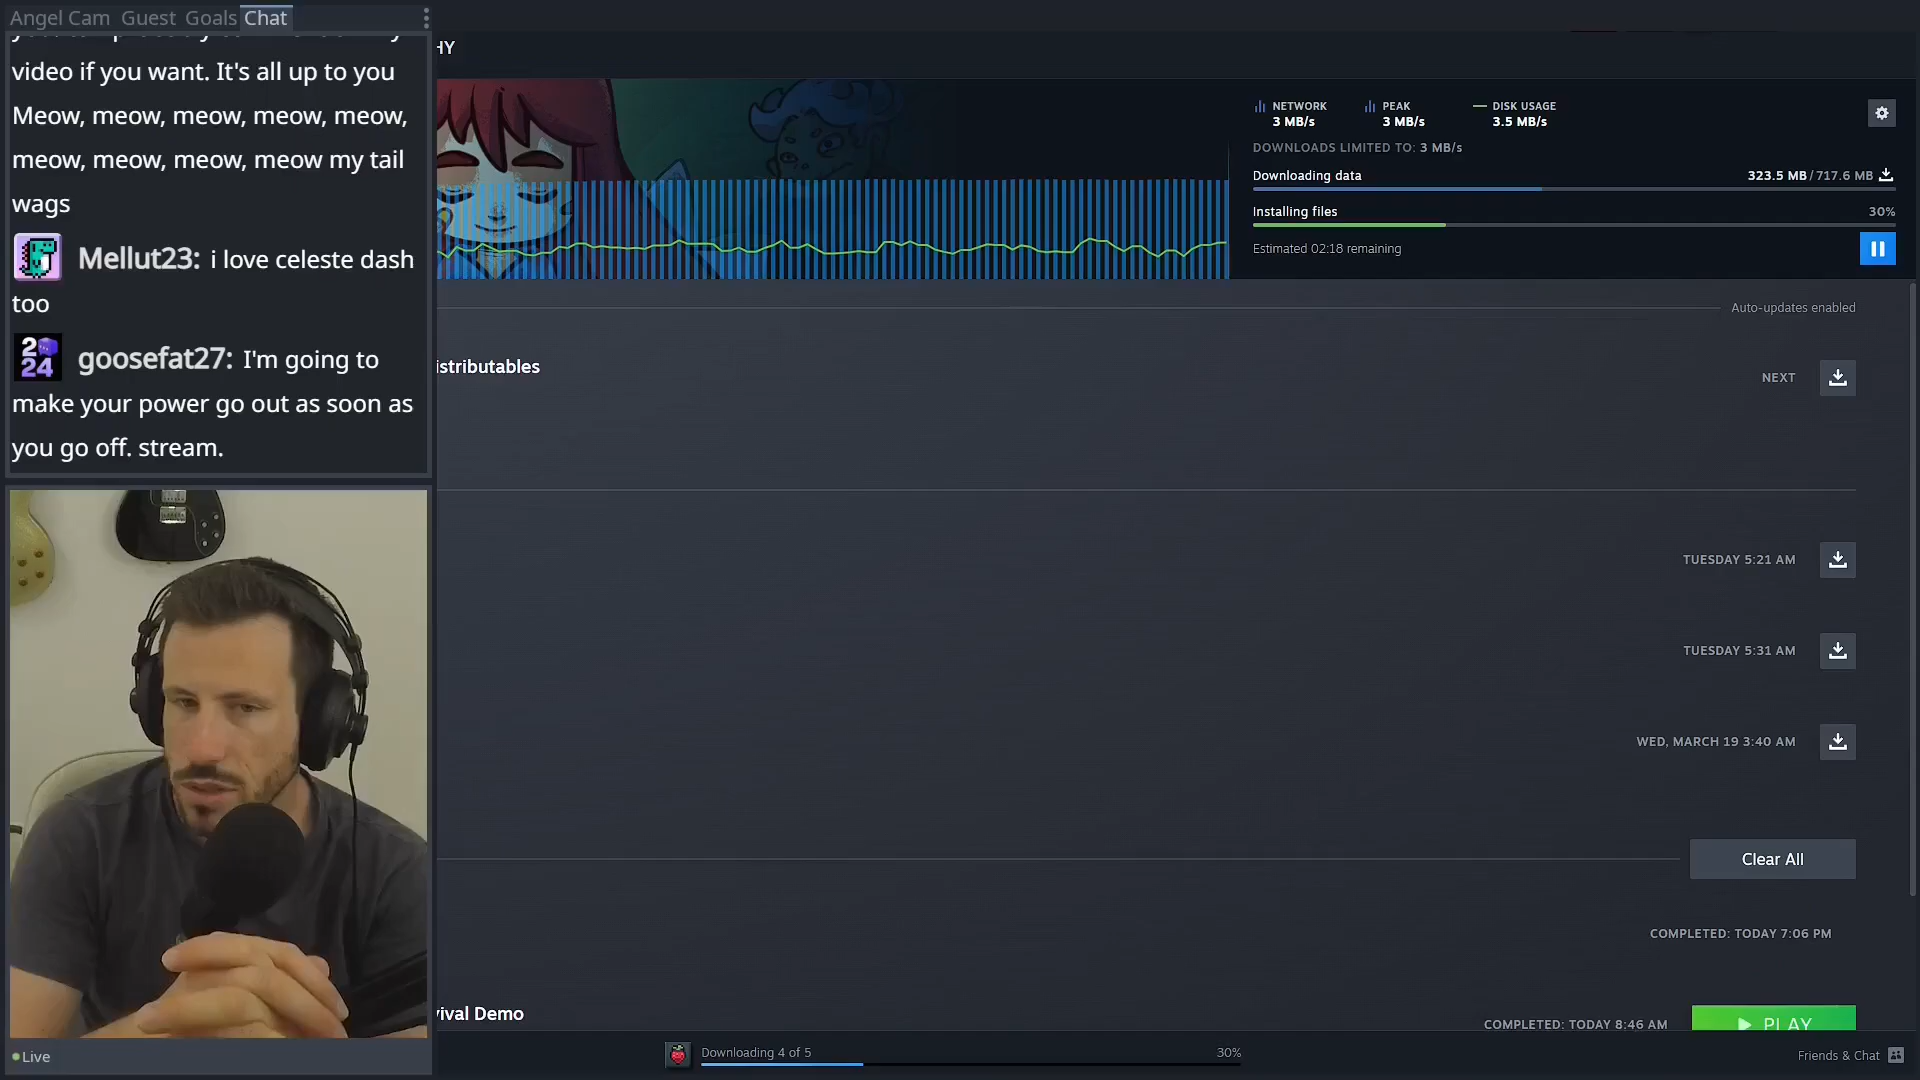 Angel Cam Guest Goals Chat
video if you want. It's all up to you
Meow, meow, meow, meow, meow,
meow, meow, meow, meow my tail
wags
Mellut23: i love celeste dash
too
goosefat27: I'm going to
make your power go out as soon as
you go off. stream.
Live
HY
NETWORK
3 MB/s
PEAK
3 MB/s
DISK USAGE
3.5 MB/s
DOWNLOADS LIMITED TO: 3 MB/s
Downloading data 323.5 MB/717.6 MB
Installing files 30%
Estimated 02:18 remaining
Auto-updates enabled
istributables
NEXT
TUESDAY 5:21 AM
TUESDAY 5:31 AM
WED, MARCH 19 3:40 AM
Clear All
COMPLETED: TODAY 7:06 PM
vival Demo
COMPLETED: TODAY 8:46 AM
PLAY
Downloading 4 of 5 30%
Friends & Chat